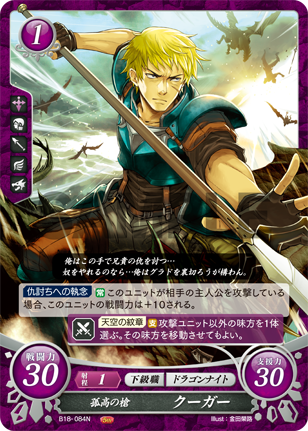 1
俺はこの手で兄貴の仇を討つ…
奴をやれるのなら…俺はグラドを裏切ろうが構わん。
仇討ちへの執念 常 このユニットが相手の主人公を攻撃している
場合、このユニットの戦闘力は+10される。
天空の紋章 支 攻撃ユニット以外の味方を1体
選ぶ。その味方を移動させてもよい。
戦闘力
30
射程 1 下級職 ドラゴンナイト
支援力
30
孤高の槍 クーガー
B18-084N
Illust:金田榮路